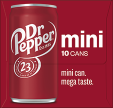 Dr
Pepper
23
mini
10 CANS
mini can.
mega taste.